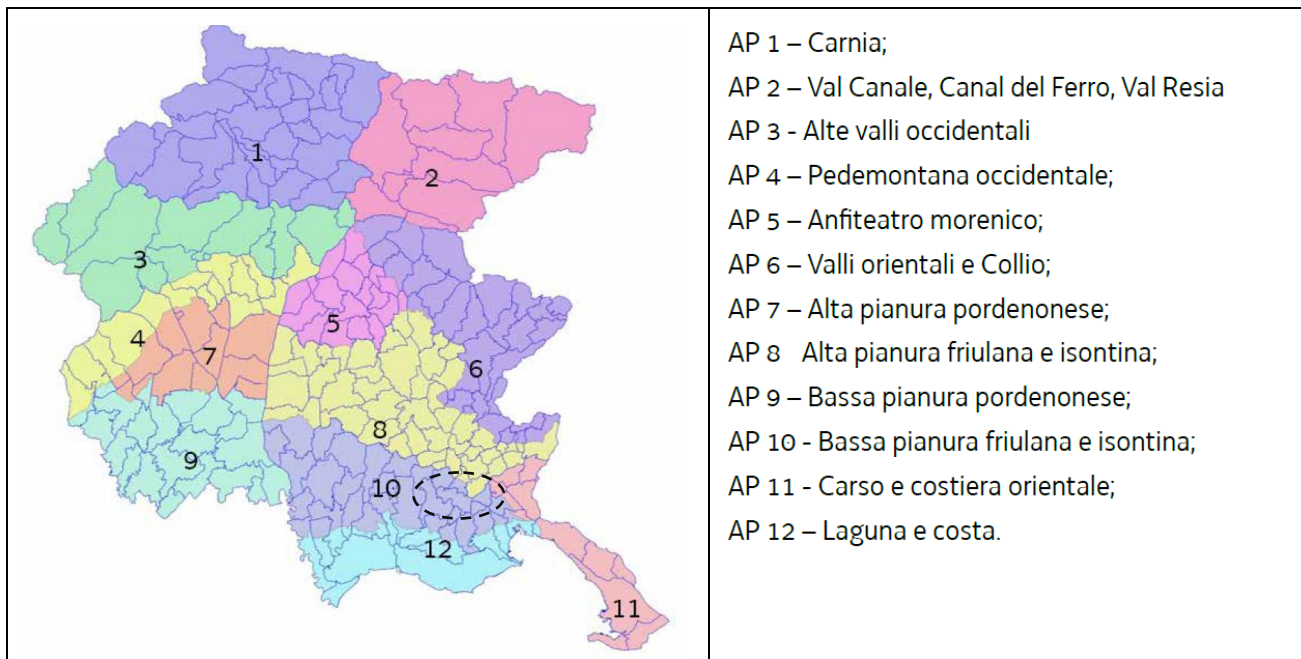 1
2
3
4
5
6
7
8
9
10
11
12
AP 1 – Carnia;
AP 2 – Val Canale, Canal del Ferro, Val Resia
AP 3 - Alte valli occidentali
AP 4 – Pedemontana occidentale;
AP 5 – Anfiteatro morenico;
AP 6 – Valli orientali e Collio;
AP 7 – Alta pianura pordenonese;
AP 8 Alta pianura friulana e isontina;
AP 9 – Bassa pianura pordenonese;
AP 10 - Bassa pianura friulana e isontina;
AP 11 - Carso e costiera orientale;
AP 12 – Laguna e costa.